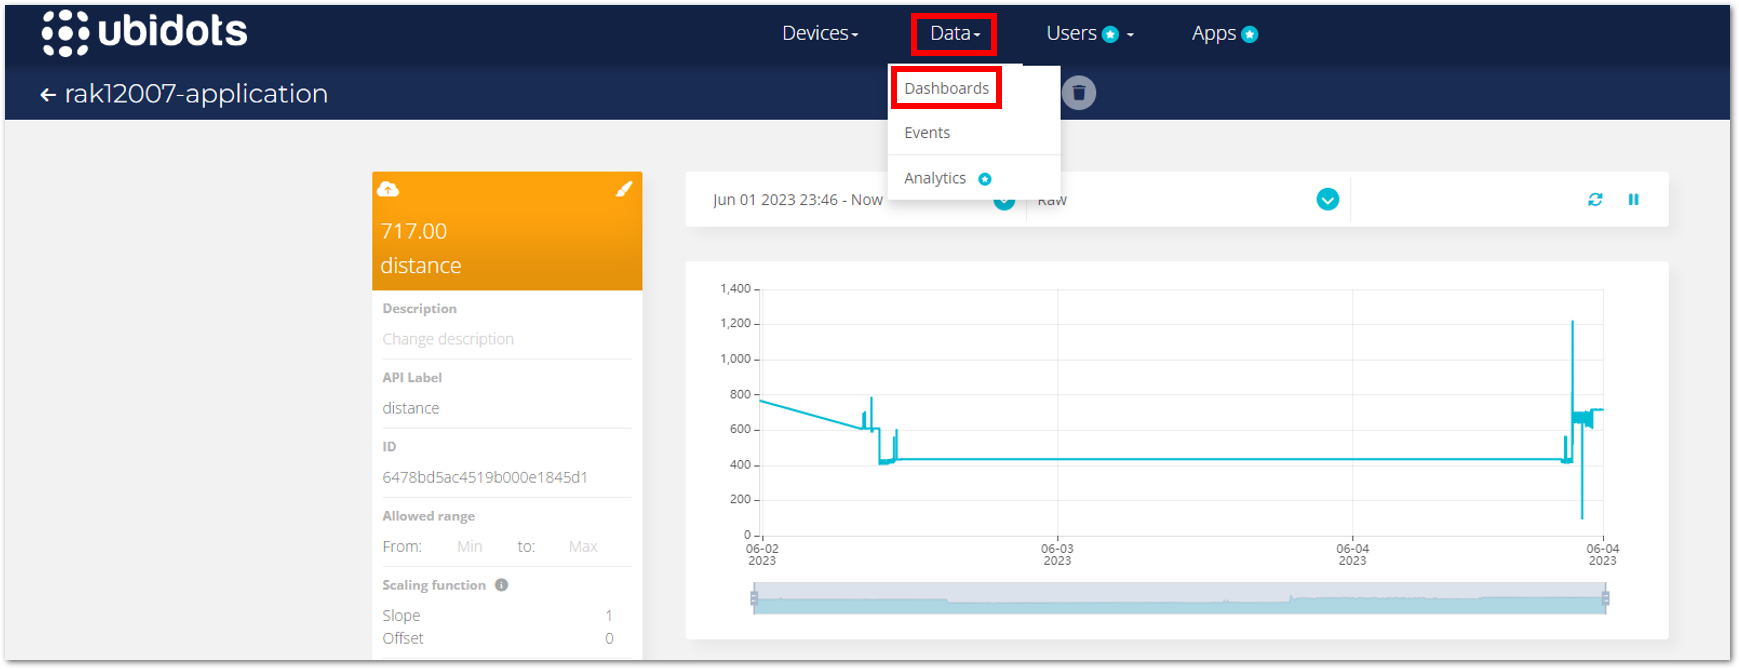 ubidots
Devices
Data
Users
Apps
rak12007-application
Dashboards
Events
Analytics
717.00
distance
Description
Change description
API Label
distance
ID
6478bd5ac4519b000e1845d1
Allowed range
From: Min to: Max
Scaling function
Slope 1
Offset 0
Jun 01 2023 23:46 - Now
Raw
1,400
1,200
1,000
800
600
400
200
0
06-02
2023
06-03
2023
06-04
2023
06-04
2023